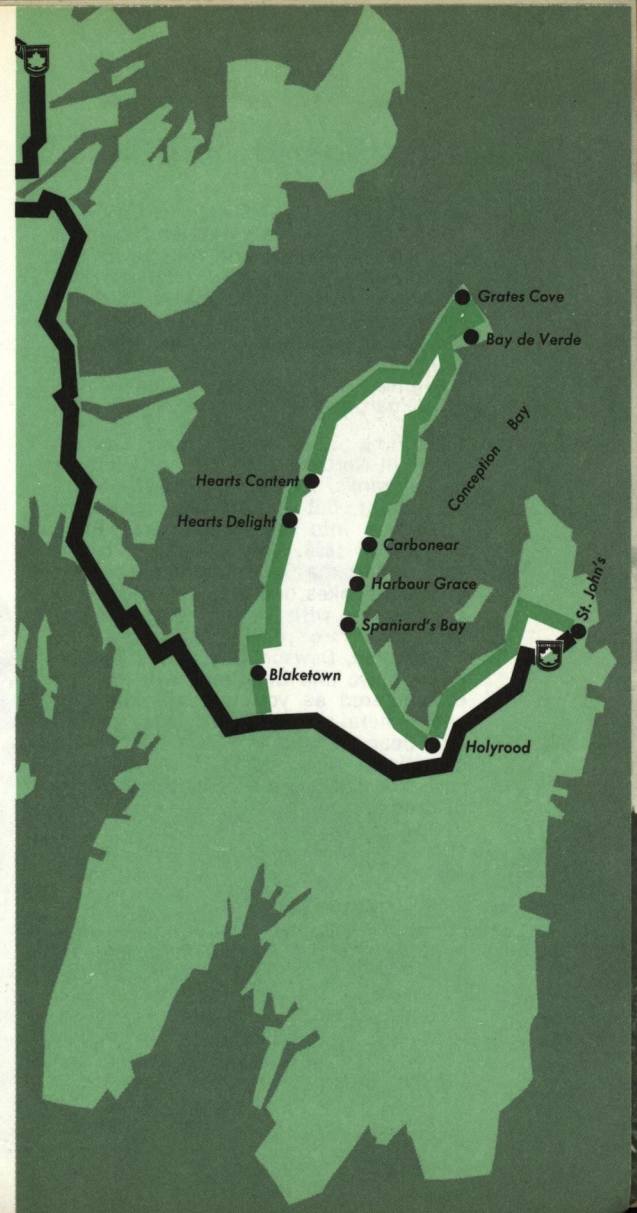 Grates Cove
Bay de Verde
Conception Bay
Hearts Content
Hearts Delight
Carbonear
Harbour Grace
St. John's
Spaniard's Bay
Blaketown
Holyrood